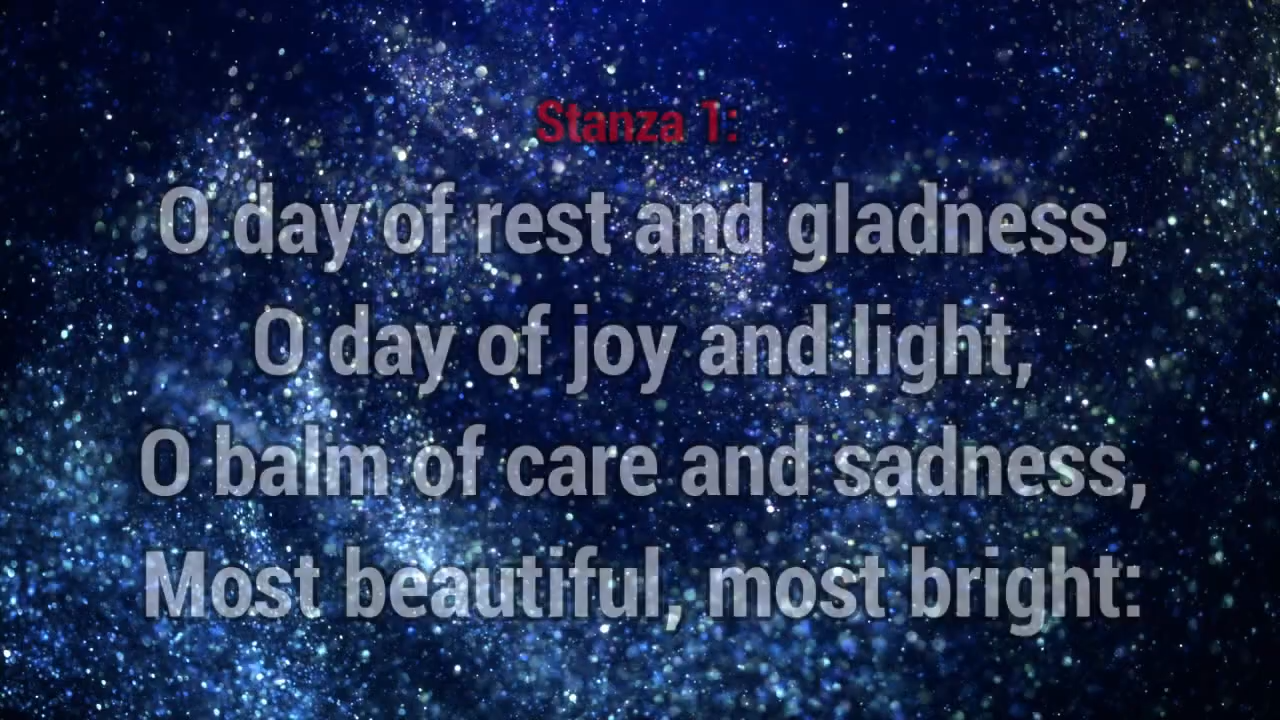 Stanza 1:
O day of rest and gladness,
O day of joy and light,
O balm of care and sadness,
Most beautiful, most bright: